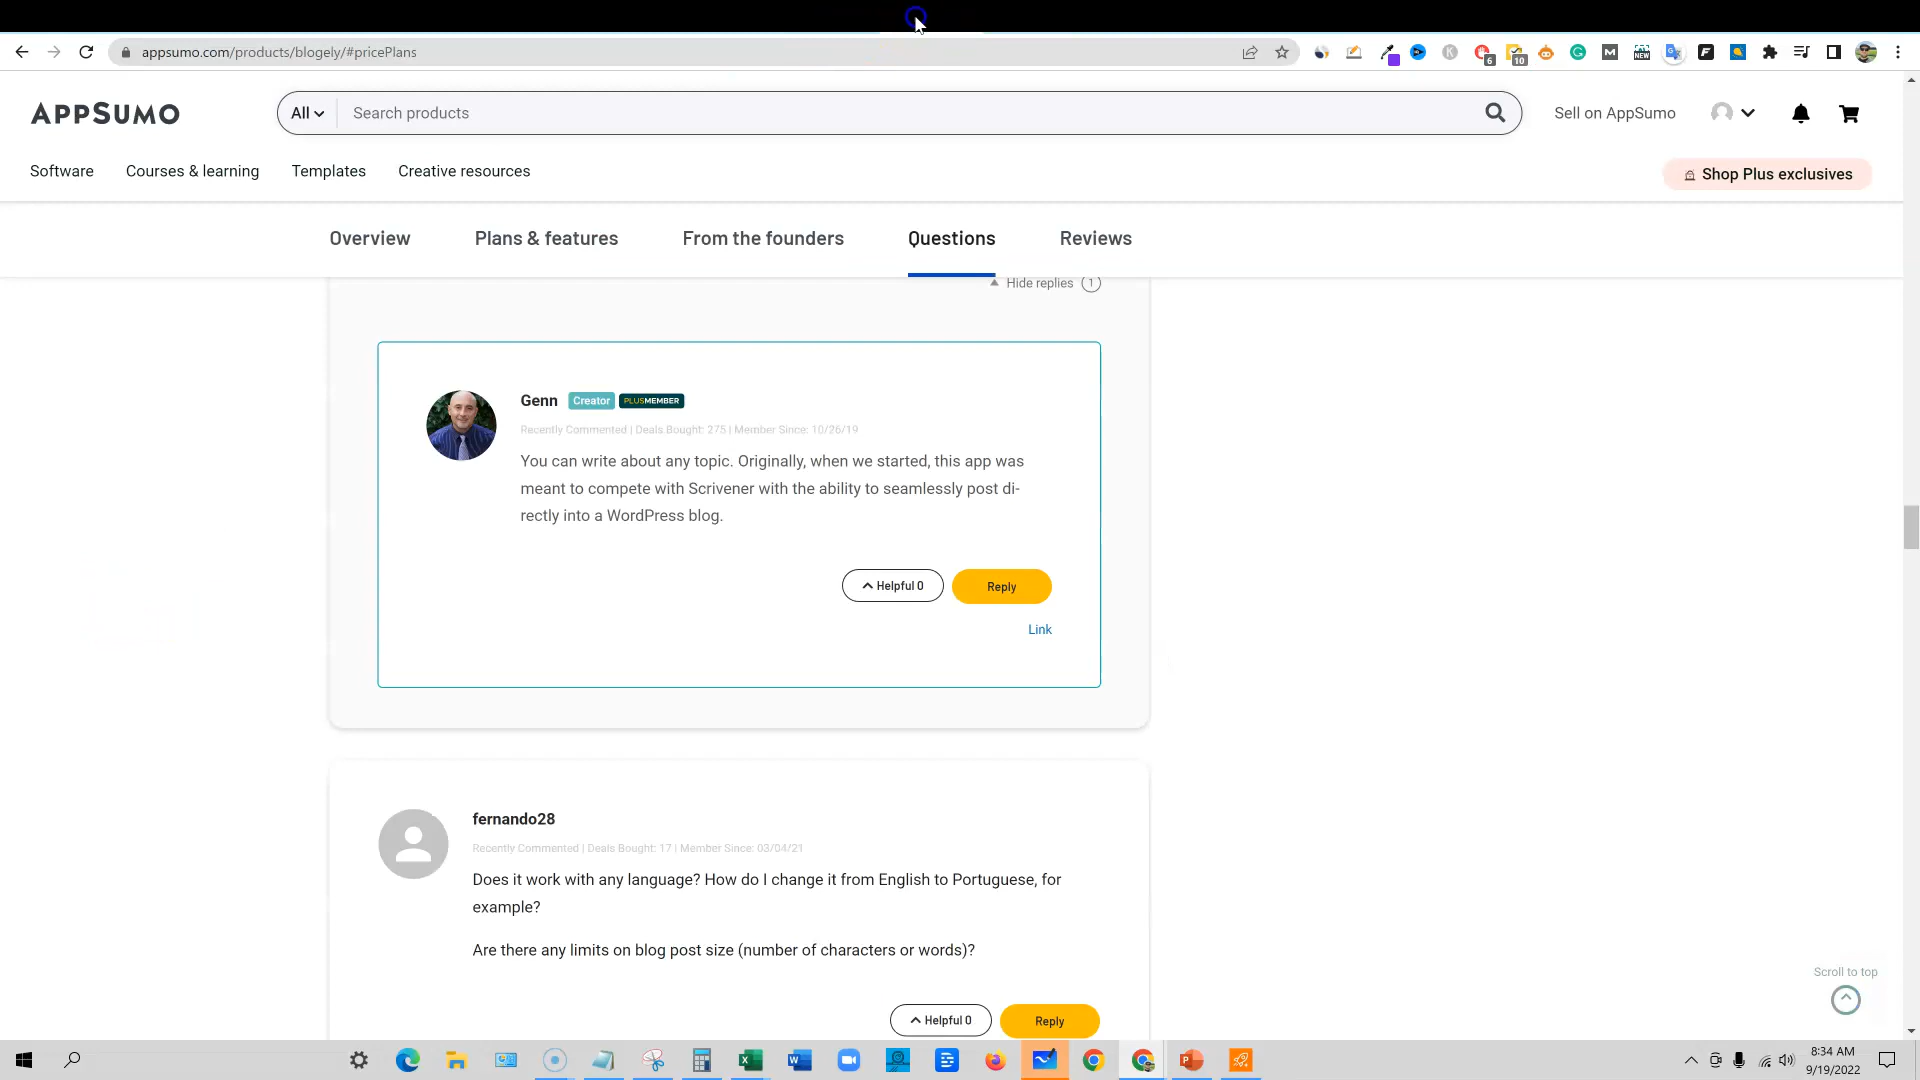 appsumo.com/products/blogely/#pricePlans
6
10
NEW
APPSUMO
All
Search products
Sell on AppSumo
Software
Courses & learning
Templates
Creative resources
Shop Plus exclusives
Overview
Plans & features
From the founders
Questions
Reviews
Hide replies 1
Genn Creator PLUSMEMBER
Recently Commented | Deals Bought: 275 | Member Since: 10/26/19
You can write about any topic. Originally, when we started, this app was
meant to compete with Scrivener with the ability to seamlessly post di-
rectly into a WordPress blog.
Helpful 0
Reply
Link
fernando28
Recently Commented | Deals Bought: 17 | Member Since: 03/04/21
Does it work with any language? How do I change it from English to Portuguese, for
example?
Are there any limits on blog post size (number of characters or words)?
Scroll to top
Helpful 0
Reply
8:34 AM
9/19/2022